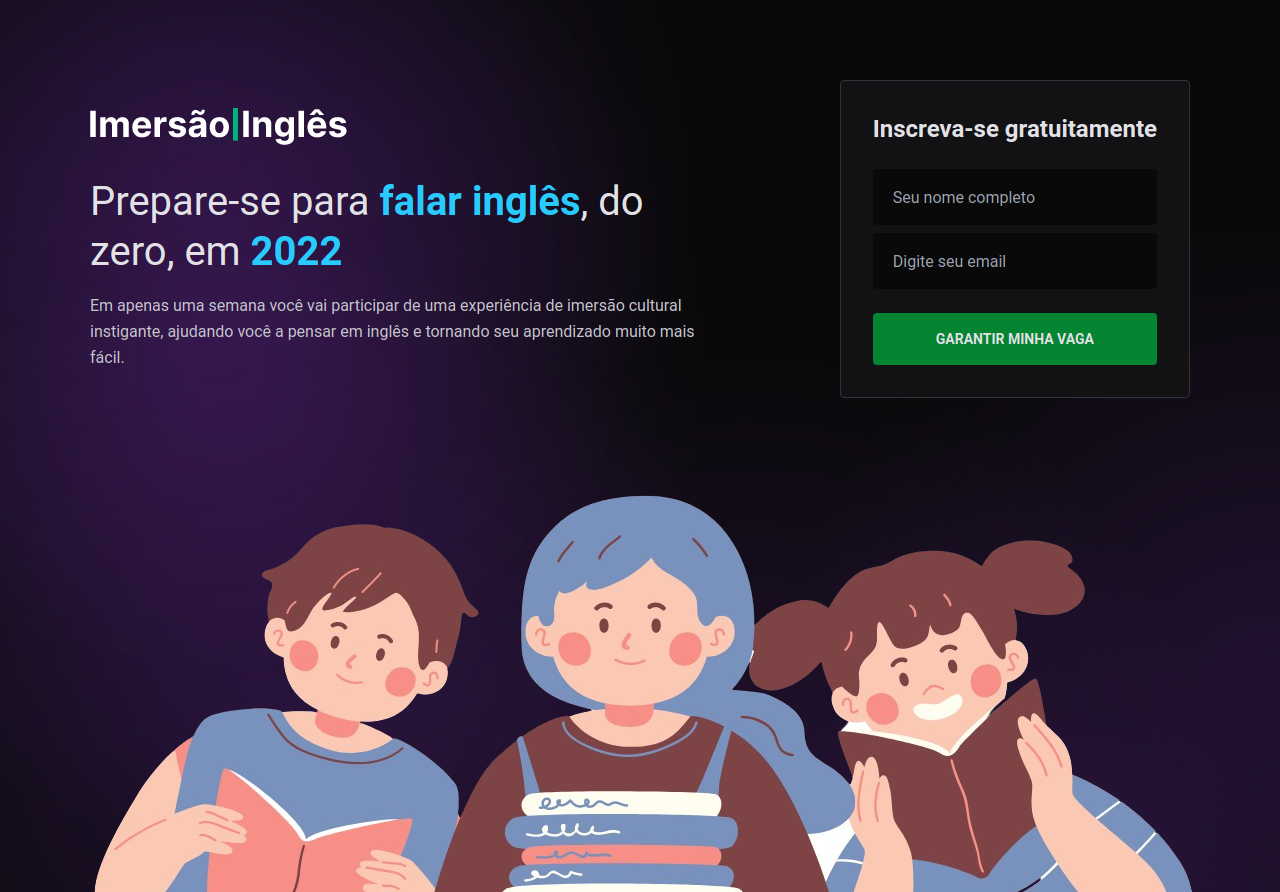 Imersão|Inglês
Prepare-se para falar inglês, do
zero, em 2022
Em apenas uma semana você vai participar de uma experiência de imersão cultural
instigante, ajudando você a pensar em inglês e tornando seu aprendizado muito mais
fácil.
Inscreva-se gratuitamente
Seu nome completo
Digite seu email
GARANTIR MINHA VAGA